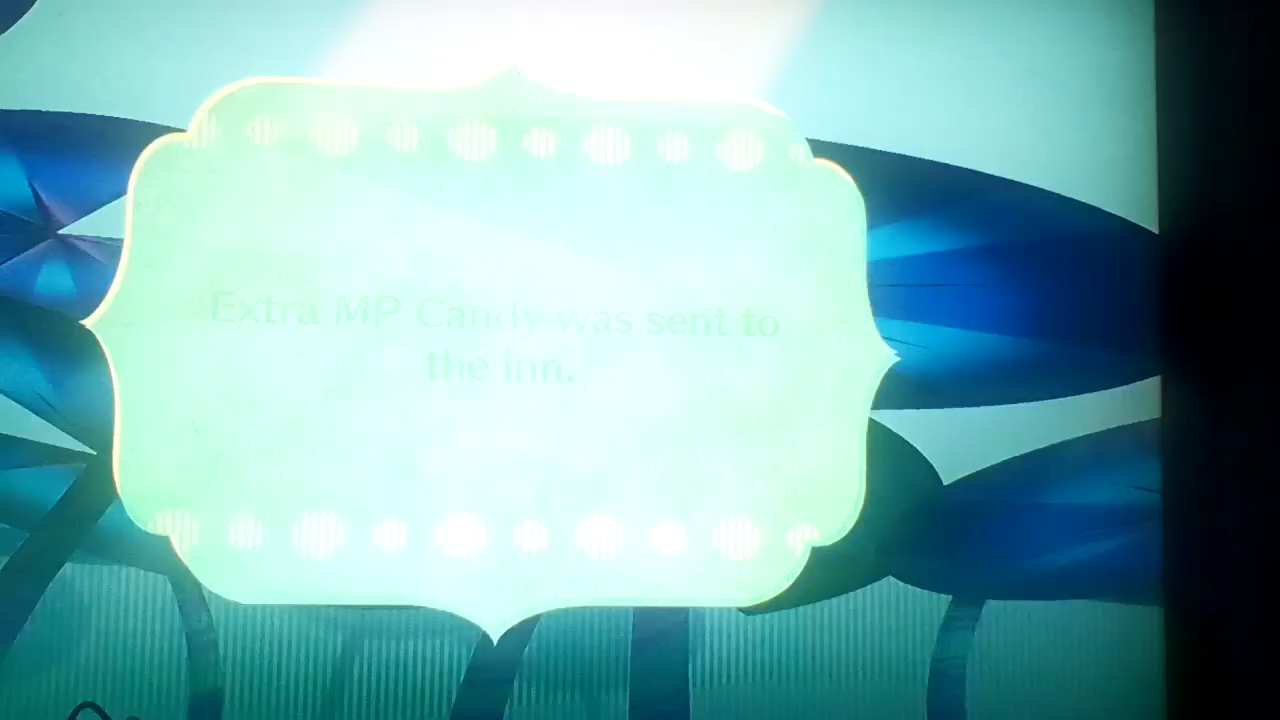 Extra MP Candy was sent to
the inn.